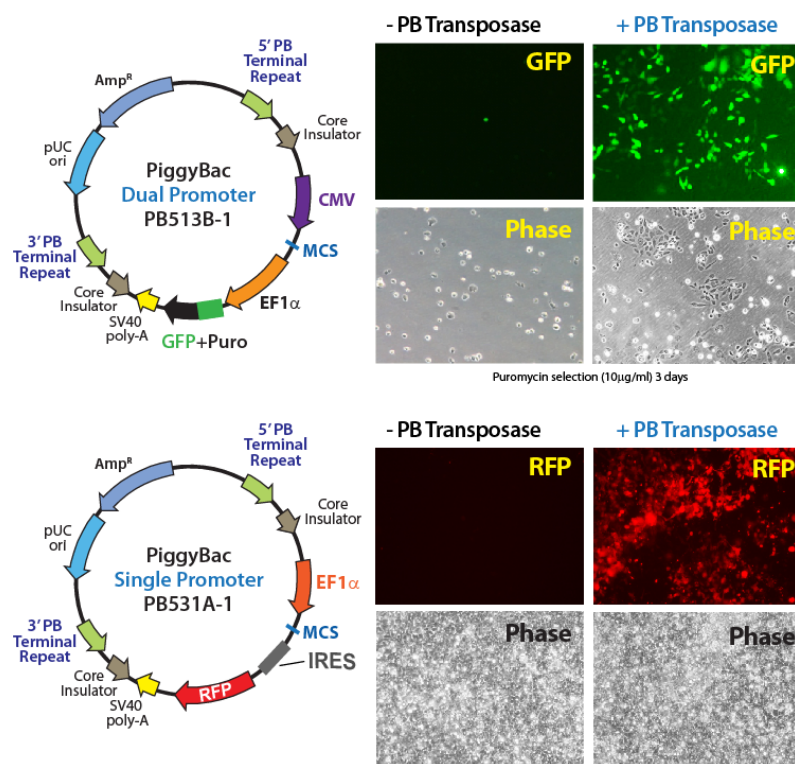 - PB Transposase
+ PB Transposase
5' PB
Terminal
Repeat
Amp^R
Core
Insulator
pUC
ori
PiggyBac
Dual Promoter
PB513B-1
CMV
MCS
3' PB
Terminal
Repeat
Core
Insulator
SV40
poly-A
EF1α
GFP+Puro
GFP
GFP
Phase
Phase
Puromycin selection (10μg/ml) 3 days
- PB Transposase
+ PB Transposase
5' PB
Terminal
Repeat
Amp^R
Core
Insulator
pUC
ori
PiggyBac
Single Promoter
PB531A-1
EF1α
MCS
IRES
3' PB
Terminal
Repeat
Core
Insulator
SV40
poly-A
RFP
RFP
RFP
Phase
Phase